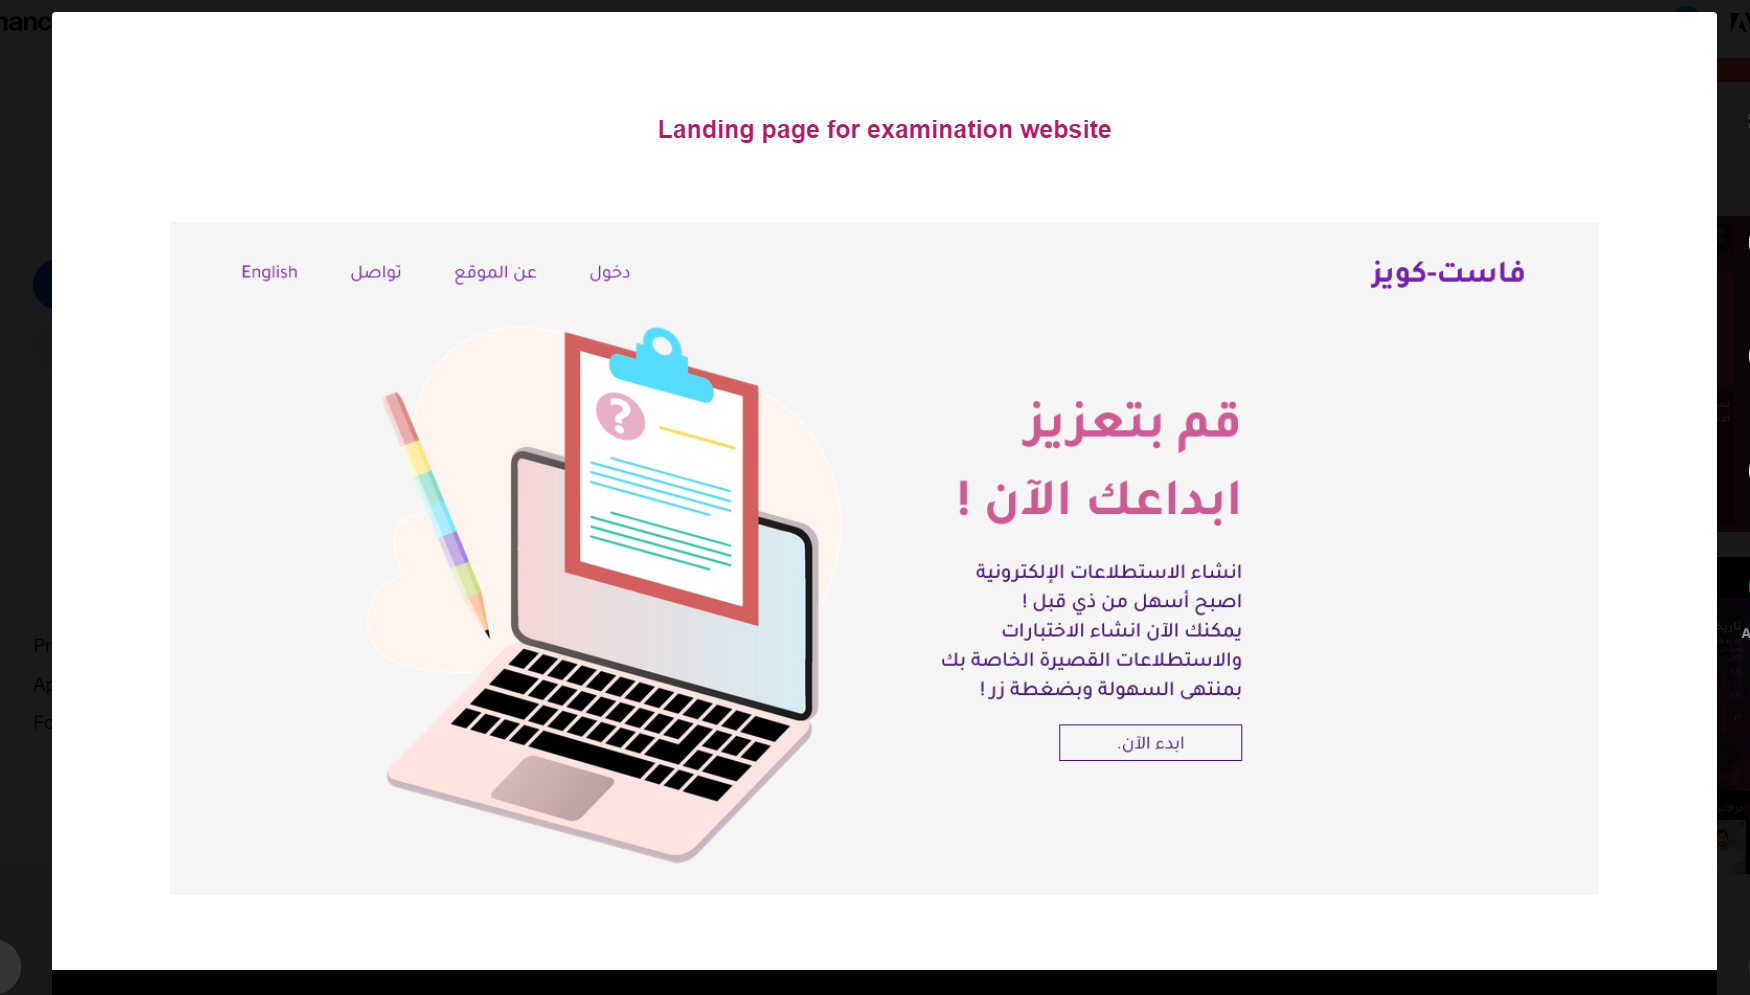 Landing page for examination website
فاست-كويز
دخول
عن الموقع
تواصل
English
?
قم بتعزيز
ابداعك الآن !
انشاء الاستطلاعات الإلكترونية
اصبح أسهل من ذي قبل !
يمكنك الآن انشاء الاختبارات
والاستطلاعات القصيرة الخاصة بك
بمنتهى السهولة وبضغطة زر !
ابدء الآن.